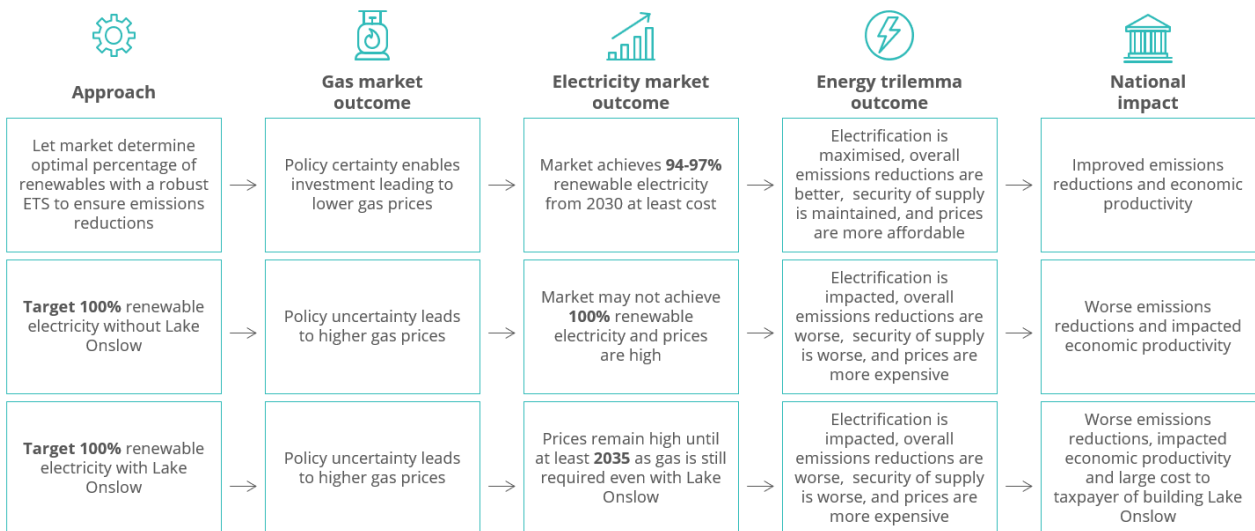 Approach
Gas market
outcome
Electricity market
outcome
Energy trilemma
outcome
National
impact
Let market determine
optimal percentage of
renewables with a robust
ETS to ensure emissions
reductions
Policy certainty enables
investment leading to
lower gas prices
Market achieves 94-97%
renewable electricity
from 2030 at least cost
Electrification is
maximised, overall
emissions reductions are
better, security of supply
is maintained, and prices
are more affordable
Improved emissions
reductions and economic
productivity
Target 100% renewable
electricity without Lake
Onslow
Policy uncertainty leads
to higher gas prices
Market may not achieve
100% renewable
electricity and prices
are high
Electrification is
impacted, overall
emissions reductions are
worse, security of supply
is worse, and prices are
more expensive
Worse emissions
reductions and impacted
economic productivity
Target 100% renewable
electricity with Lake
Onslow
Policy uncertainty leads
to higher gas prices
Prices remain high until
at least 2035 as gas is still
required even with Lake
Onslow
Electrification is
impacted, overall
emissions reductions are
worse, security of supply
is worse, and prices are
more expensive
Worse emissions
reductions, impacted
economic productivity
and large cost to
taxpayer of building Lake
Onslow